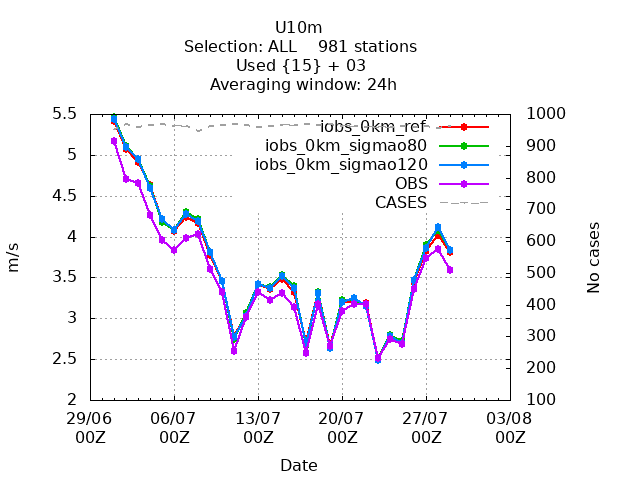 U10m
Selection: ALL    981 stations
Used {15} + 03
Averaging window: 24h
5.5
5
4.5
4
3.5
3
2.5
2
m/s
iobs_0km_ref
iobs_0km_sigmao80
iobs_0km_sigmao120
OBS
CASES
1000
900
800
700
600
500
400
300
200
100
No cases
29/06 06/07 13/07 20/07 27/07 03/08
00Z 00Z 00Z 00Z 00Z 00Z
Date